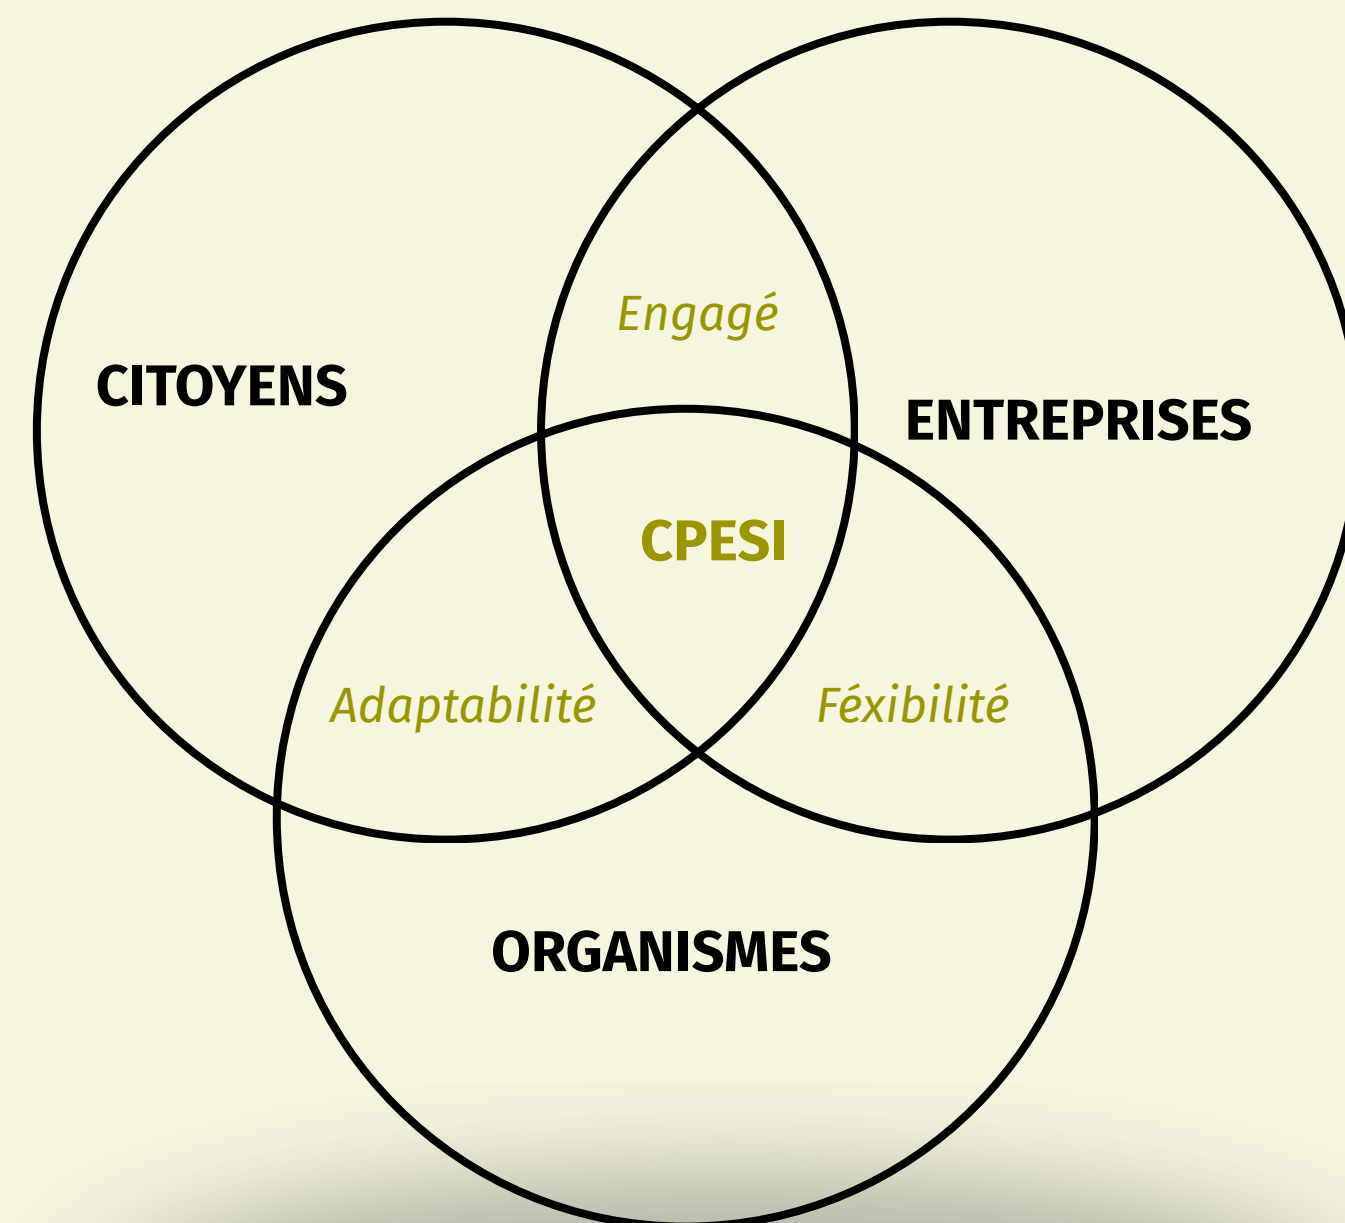 Engagé
CITOYENS
ENTREPRISES
CPESI
Adaptabilité
Féxibilité
ORGANISMES